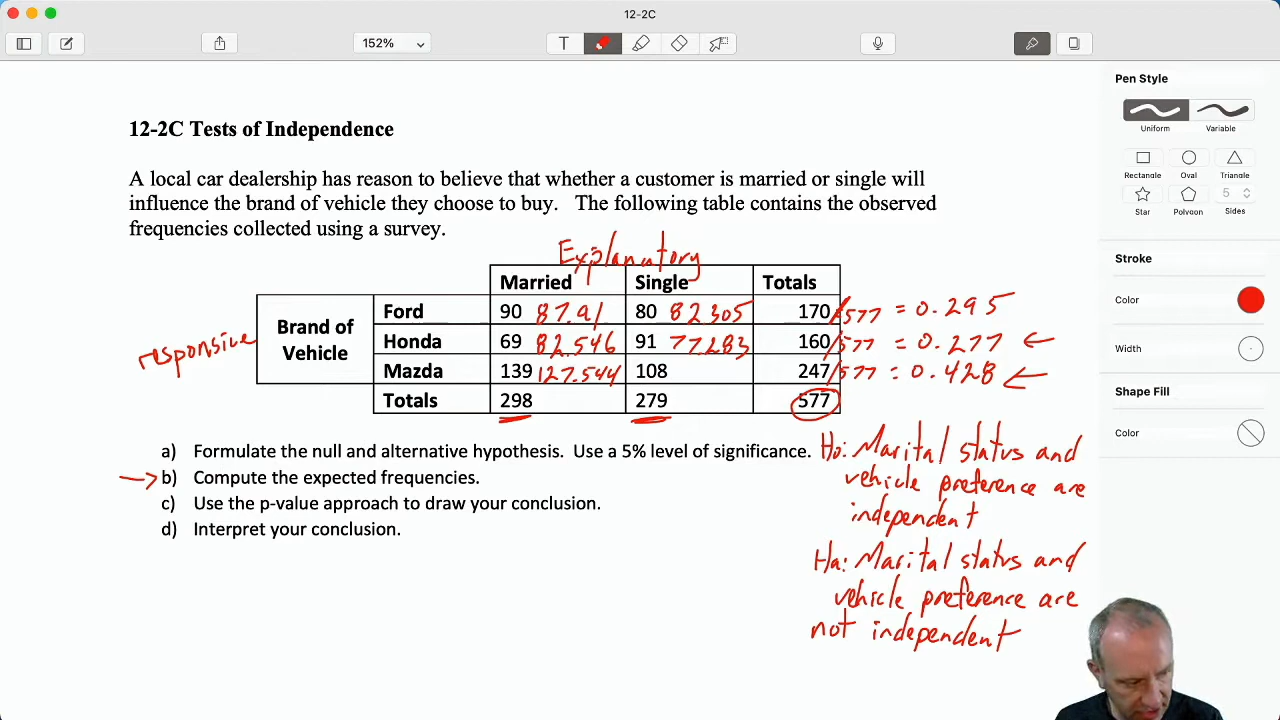 12-2C
152%
T
Pen Style
Uniform Variable
Rectangle Oval Triangle
Star Polygon 5 Sides
Stroke
Color
Width
Shape Fill
Color
12-2C Tests of Independence
A local car dealership has reason to believe that whether a customer is married or single will
influence the brand of vehicle they choose to buy. The following table contains the observed
frequencies collected using a survey.
Explanatory
Married Single Totals
responsive Brand of Vehicle
Ford 90 87.91 80 82.305 170/577 = 0.295
Honda 69 82.546 91 77.283 160/577 = 0.277 ←
Mazda 139 127.544 108 247/577 = 0.428 ←
Totals 298 279 577
a) Formulate the null and alternative hypothesis. Use a 5% level of significance.
→ b) Compute the expected frequencies.
c) Use the p-value approach to draw your conclusion.
d) Interpret your conclusion.
Ho: Marital status and
vehicle preference are
independent
Ha: Marital status and
vehicle preference are
not independent